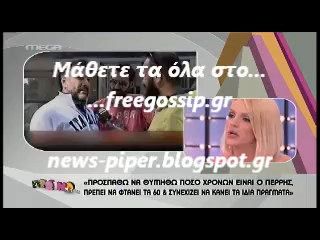 MEGA
Μάθετε τα όλα στο...
...freegossip.gr
news-piper.blogspot.gr
«ΠΡΟΣΠΑΘΩ ΝΑ ΘΥΜΗΘΩ ΠΟΣΟ ΧΡΟΝΩΝ ΕΙΝΑΙ Ο ΠΕΡΡΗΣ,
ΠΡΕΠΕΙ ΝΑ ΦΤΑΝΕΙ ΤΑ 60 & ΣΥΝΕΧΙΖΕΙ ΝΑ ΚΑΝΕΙ ΤΑ ΙΔΙΑ ΠΡΑΓΜΑΤΑ»